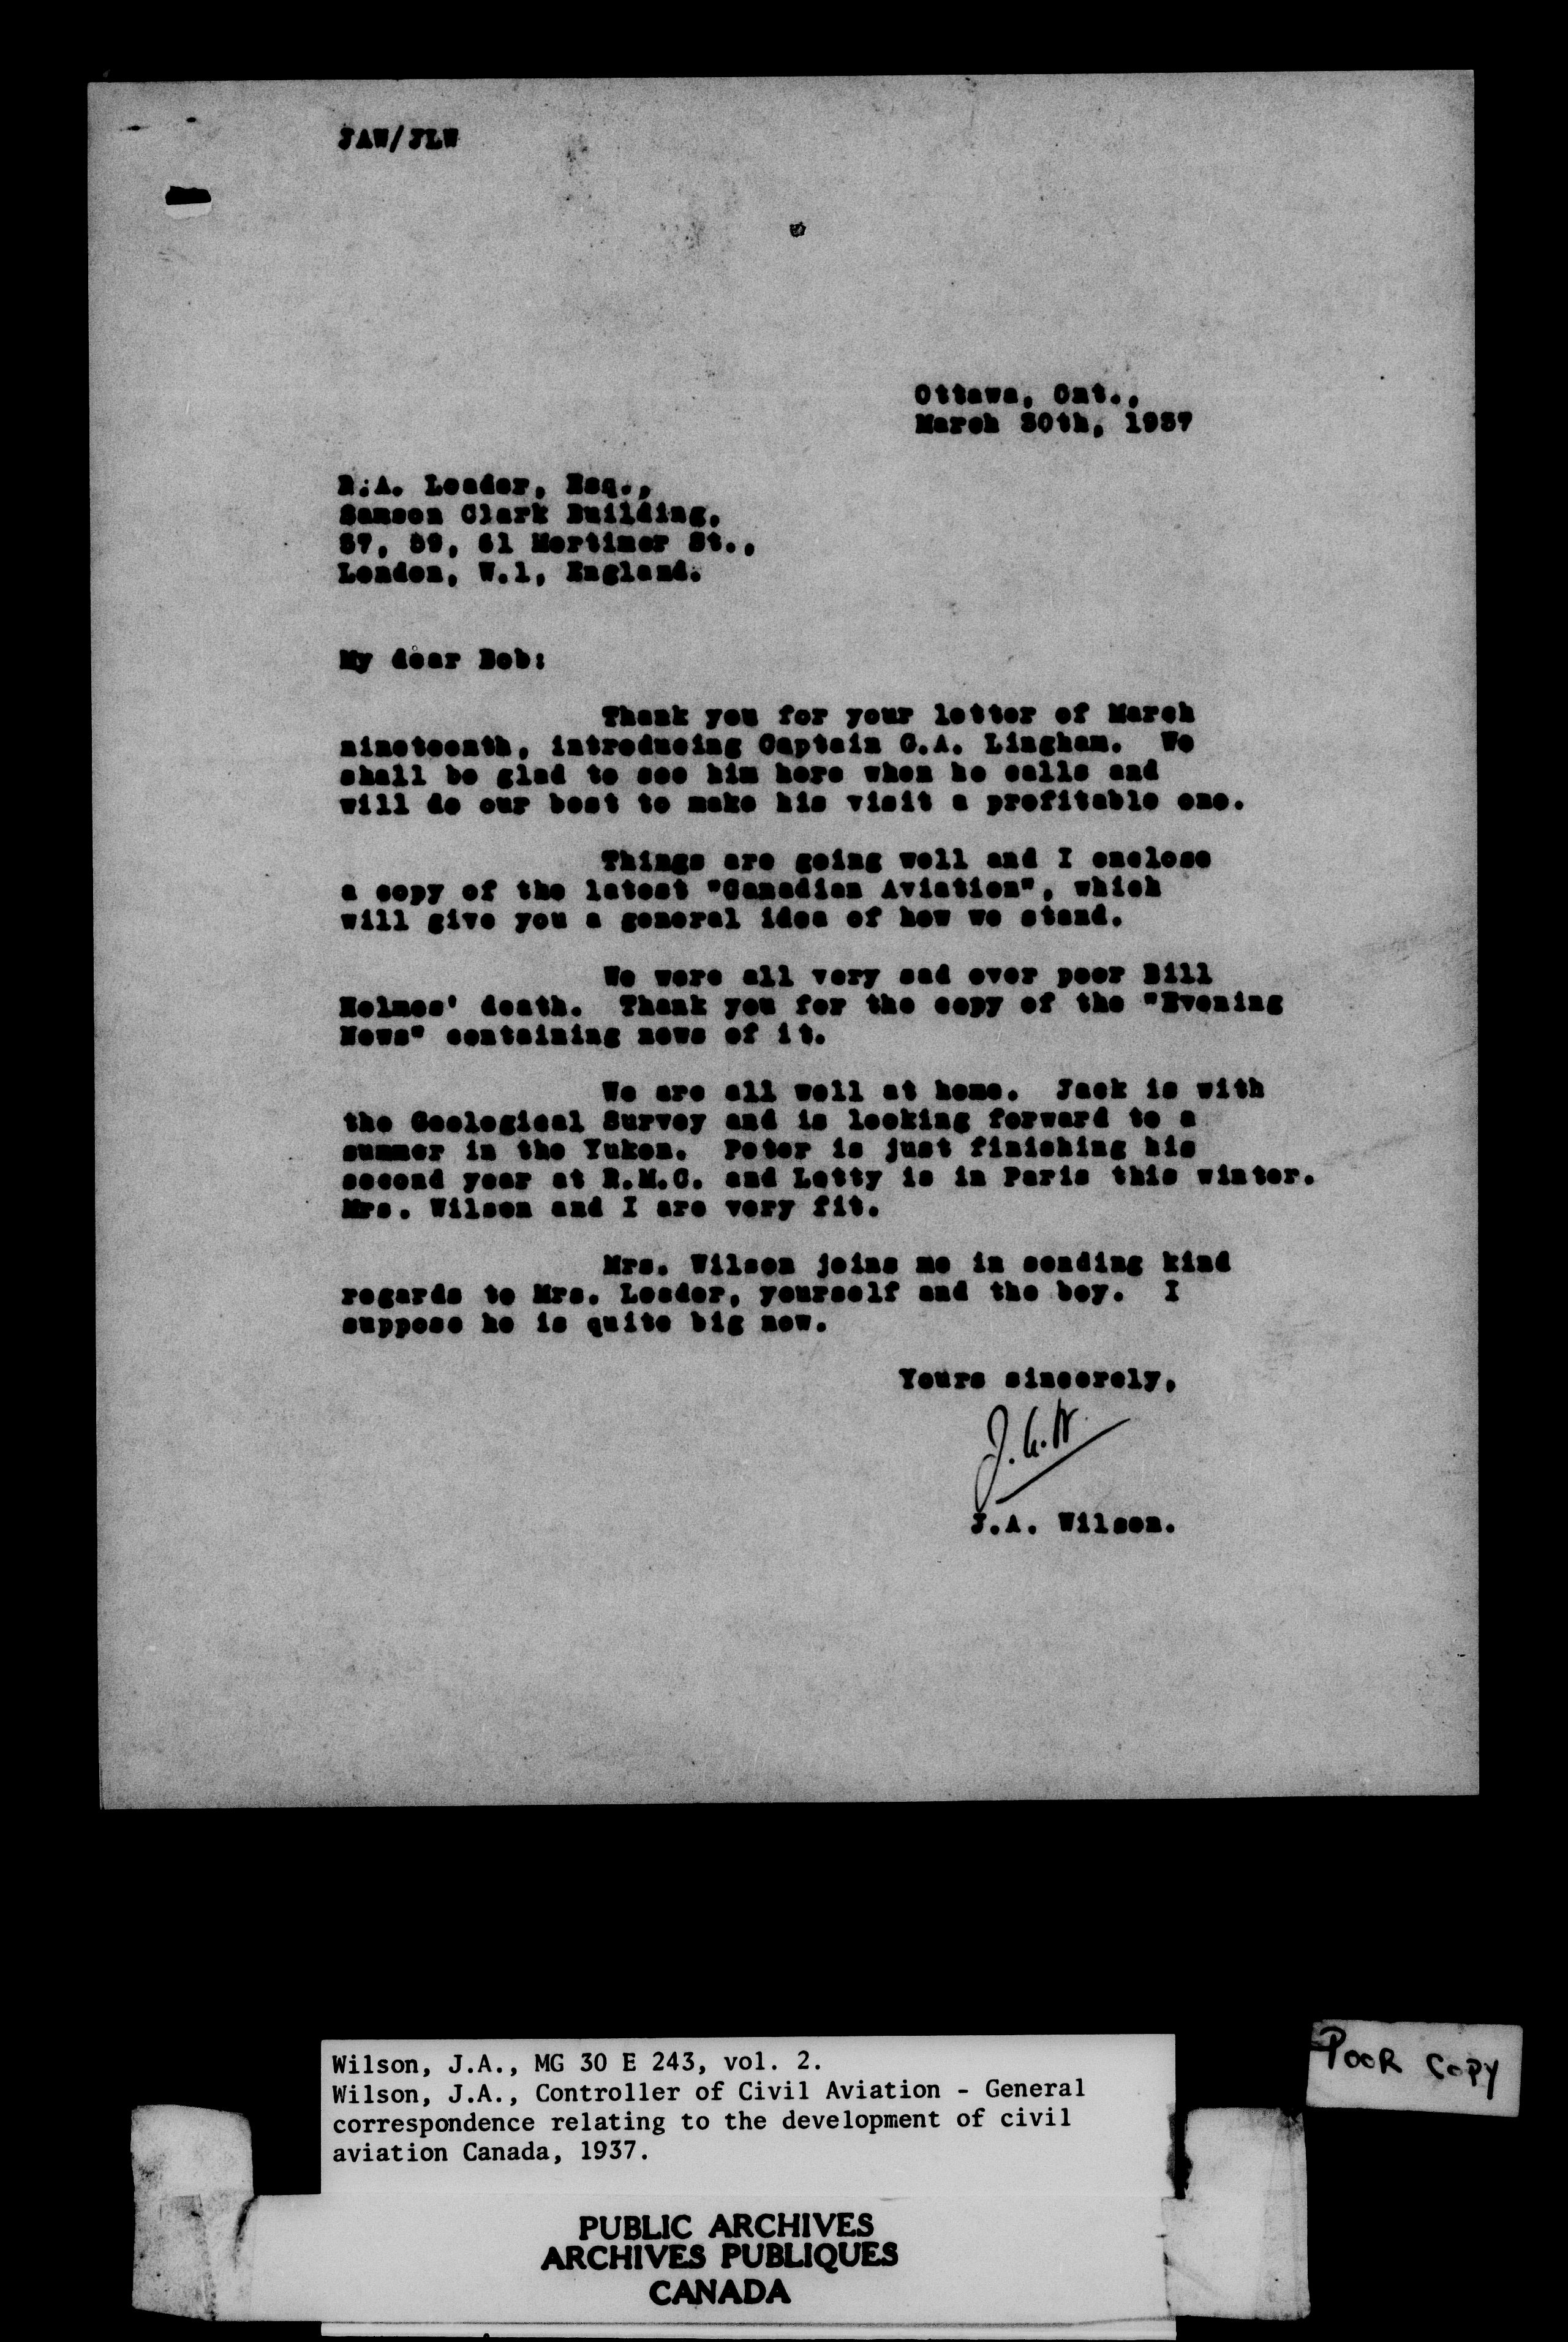 JAW/JLW
Ottawa, Ont.,
March 30th, 1937
R.A. Loader, Esq.,
Samson Clark Building,
57, 59, 61 Mortimer St.,
London, W.1, England.
My dear Bob:
Thank you for your letter of March
nineteenth, introducing Captain G.A. Lingham. We
shall be glad to see him here when he calls and
will do our best to make his visit a profitable one.
Things are going well and I enclose
a copy of the latest "Canadian Aviation", which
will give you a general idea of how we stand.
We were all very sad over poor Bill
Holmes' death. Thank you for the copy of the "Evening
News" containing news of it.
We are all well at home. Jack is with
the Geological Survey and is looking forward to a
summer in the Yukon. Peter is just finishing his
second year at R.M.C. and Letty is in Paris this winter.
Mrs. Wilson and I are very fit.
Mrs. Wilson joins me in sending kind
regards to Mrs. Loader, yourself and the boy. I
suppose he is quite big now.
Yours sincerely,
J.A.W.
J.A. Wilson.
Wilson, J.A., MG 30 E 243, vol. 2.
Wilson, J.A., Controller of Civil Aviation - General
correspondence relating to the development of civil
aviation Canada, 1937.
POOR COPY
PUBLIC ARCHIVES
ARCHIVES PUBLIQUES
CANADA